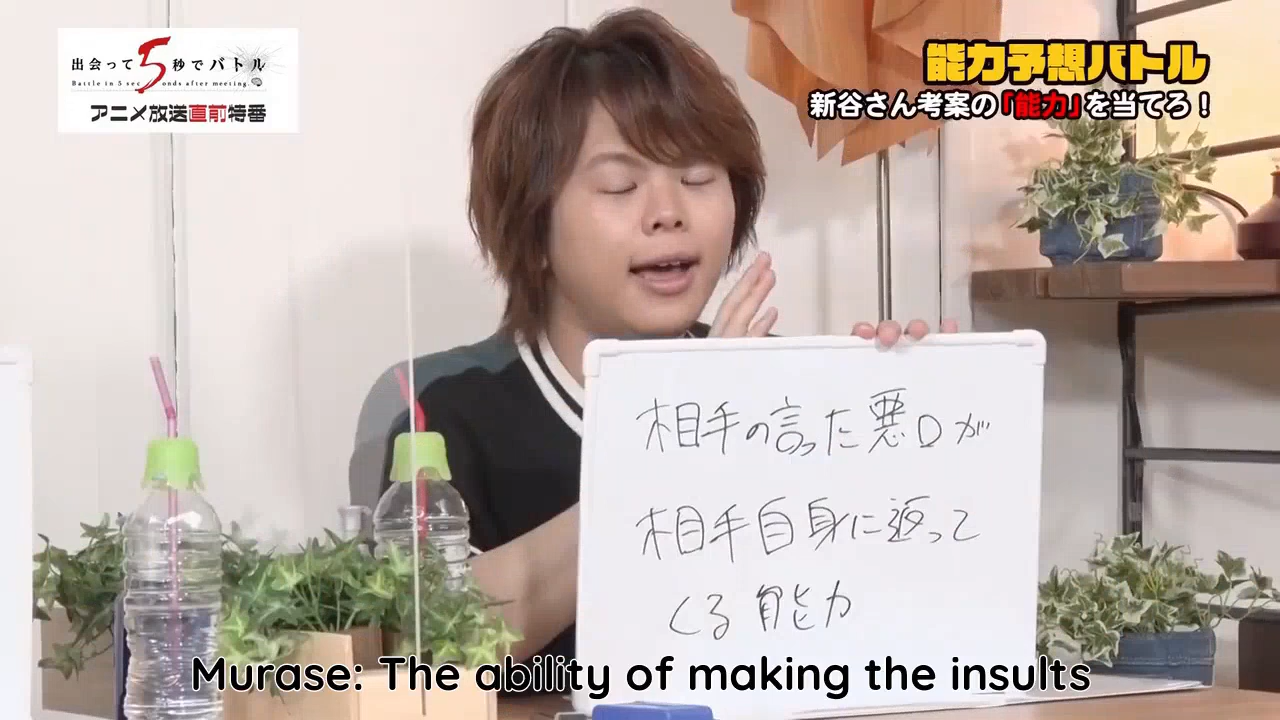 出会って5秒でバトル
Battle in 5 seconds after meeting.
アニメ放送直前特番
能力予想バトル
新谷さん考案の「能力」を当てろ！
相手の言った悪口が
相手自身に返って
くる能力
Murase: The ability of making the insults